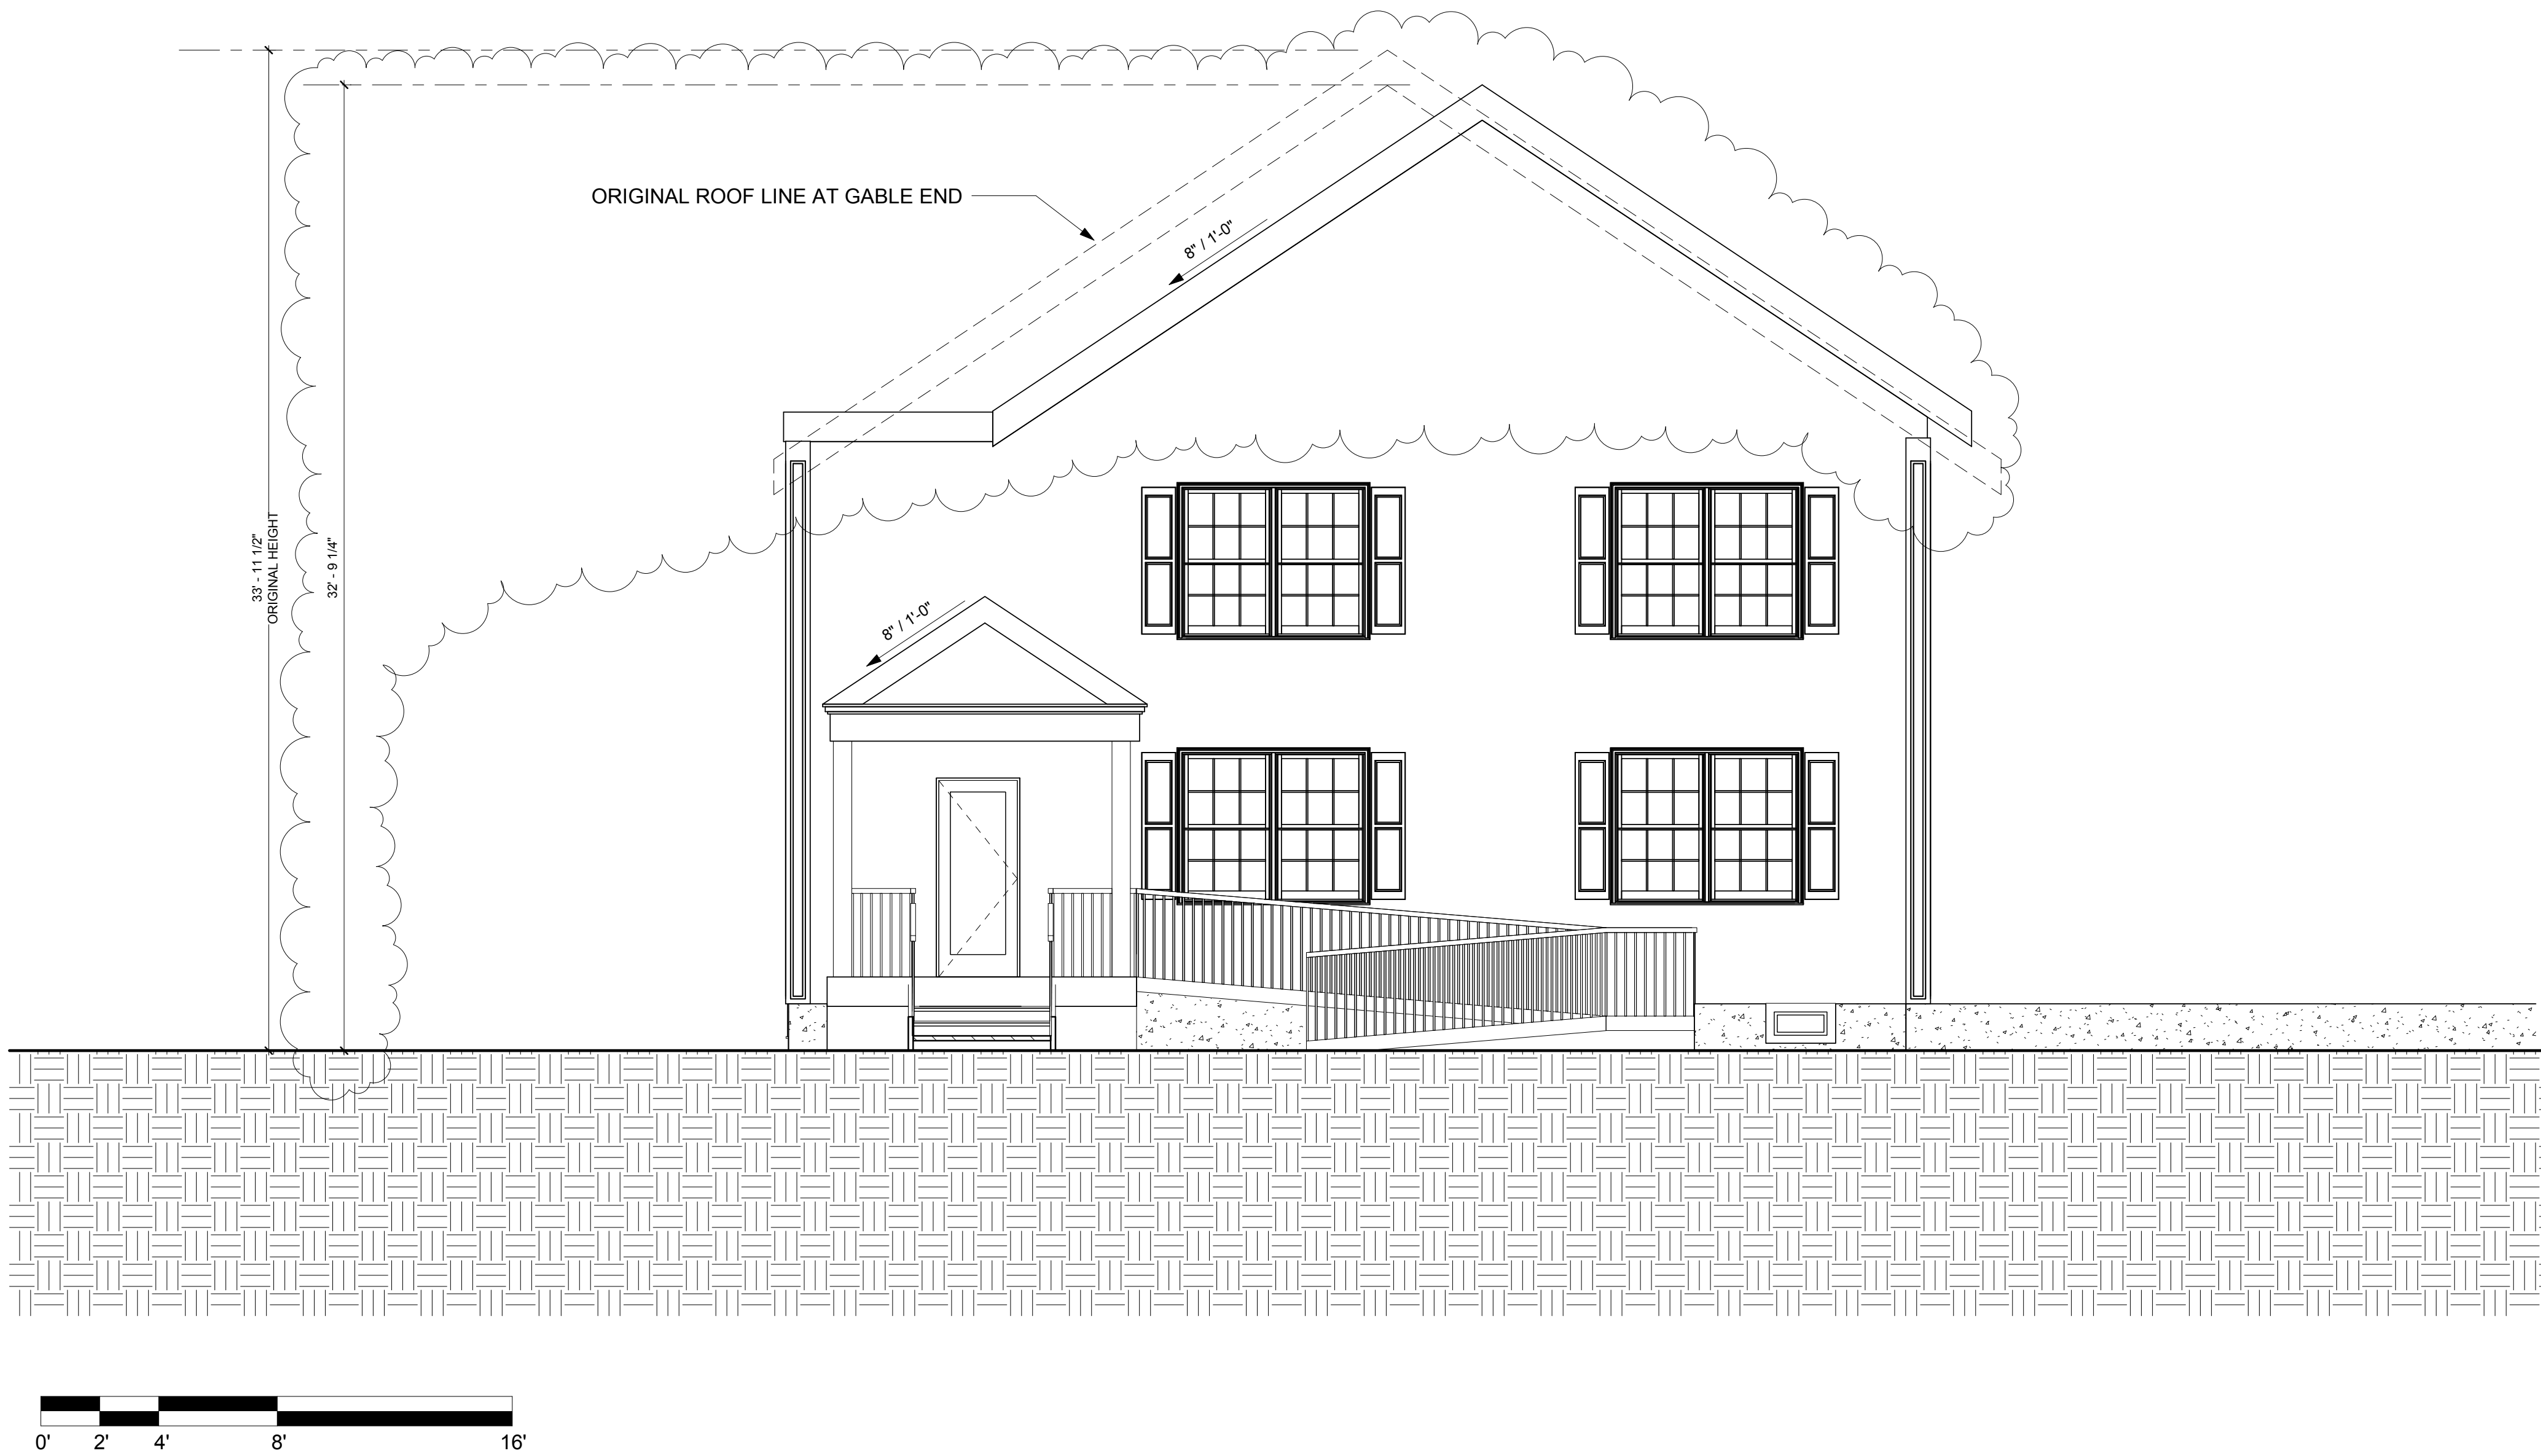 ORIGINAL ROOF LINE AT GABLE END
8" / 1'-0"
33' - 11 1/2"
ORIGINAL HEIGHT
32' - 9 1/4"
8" / 1'-0"
0' 2' 4' 8' 16'